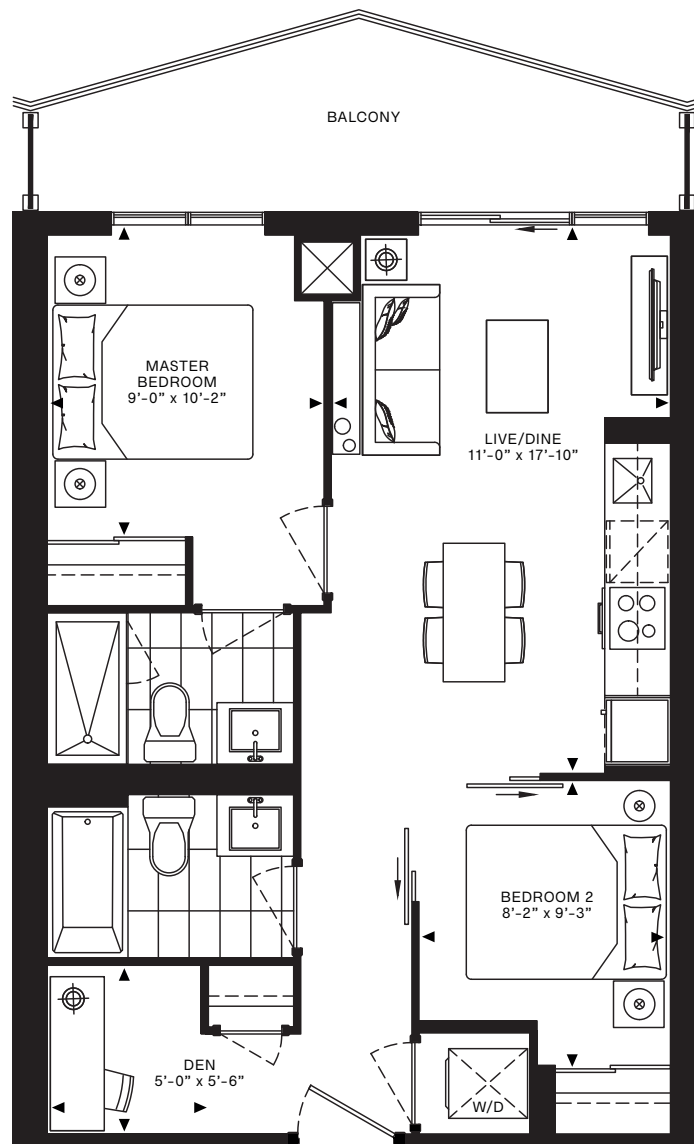 BALCONY
MASTER
BEDROOM
9’-0” x 10’-2”
LIVE/DINE
11’-0” x 17’-10”
BEDROOM 2
8’-2” x 9’-3”
DEN
5’-0” x 5’-6”
W/D